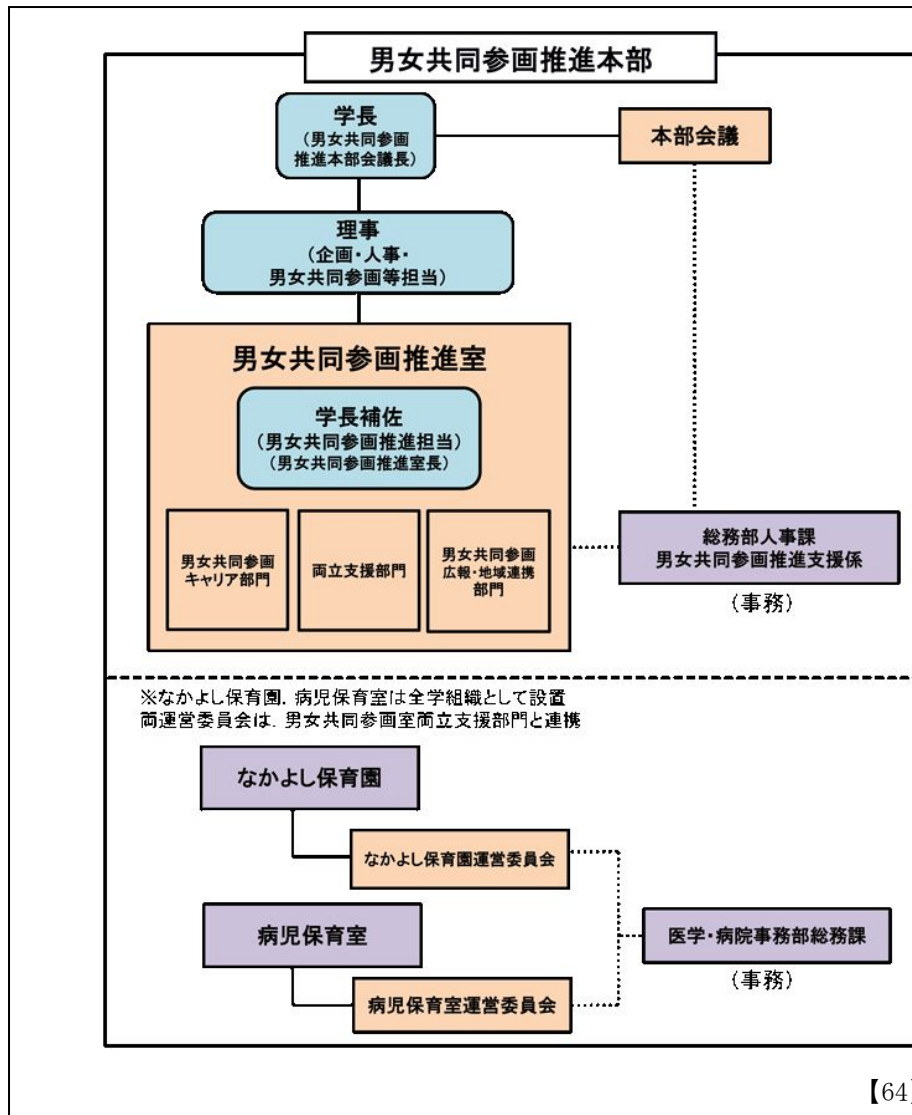 男女共同参画推進本部
学長
(男女共同参画
推進本部会議長)
本部会議
理事
(企画・人事・
男女共同参画等担当)
男女共同参画推進室
学長補佐
(男女共同参画推進担当)
(男女共同参画推進室長)
男女共同参画
キャリア部門
両立支援部門
男女共同参画
広報・地域連携
部門
総務部人事課
男女共同参画推進支援係
(事務)
※なかよし保育園，病児保育室は全学組織として設置
両運営委員会は，男女共同参画室両立支援部門と連携
なかよし保育園
なかよし保育園運営委員会
病児保育室
医学・病院事務部総務課
(事務)
病児保育室運営委員会
【64】